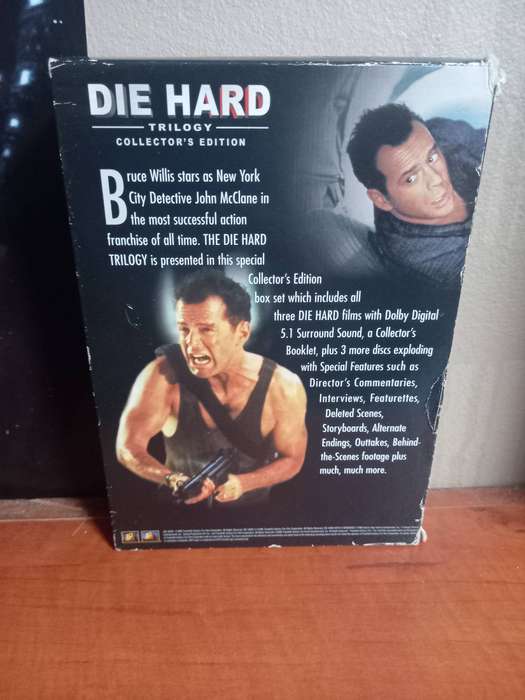 DIE HARD
TRILOGY
COLLECTOR'S EDITION
Bruce Willis stars as New York
City Detective John McClane in
the most successful action
franchise of all time. THE DIE HARD
TRILOGY is presented in this special
Collector's Edition
box set which includes all
three DIE HARD films with Dolby Digital
5.1 Surround Sound, a Collector's
Booklet, plus 3 more discs exploding
with Special Features such as
Director's Commentaries,
Interviews, Featurettes,
Deleted Scenes,
Storyboards, Alternate
Endings, Outtakes, Behind-
the-Scenes footage plus
much, much more.